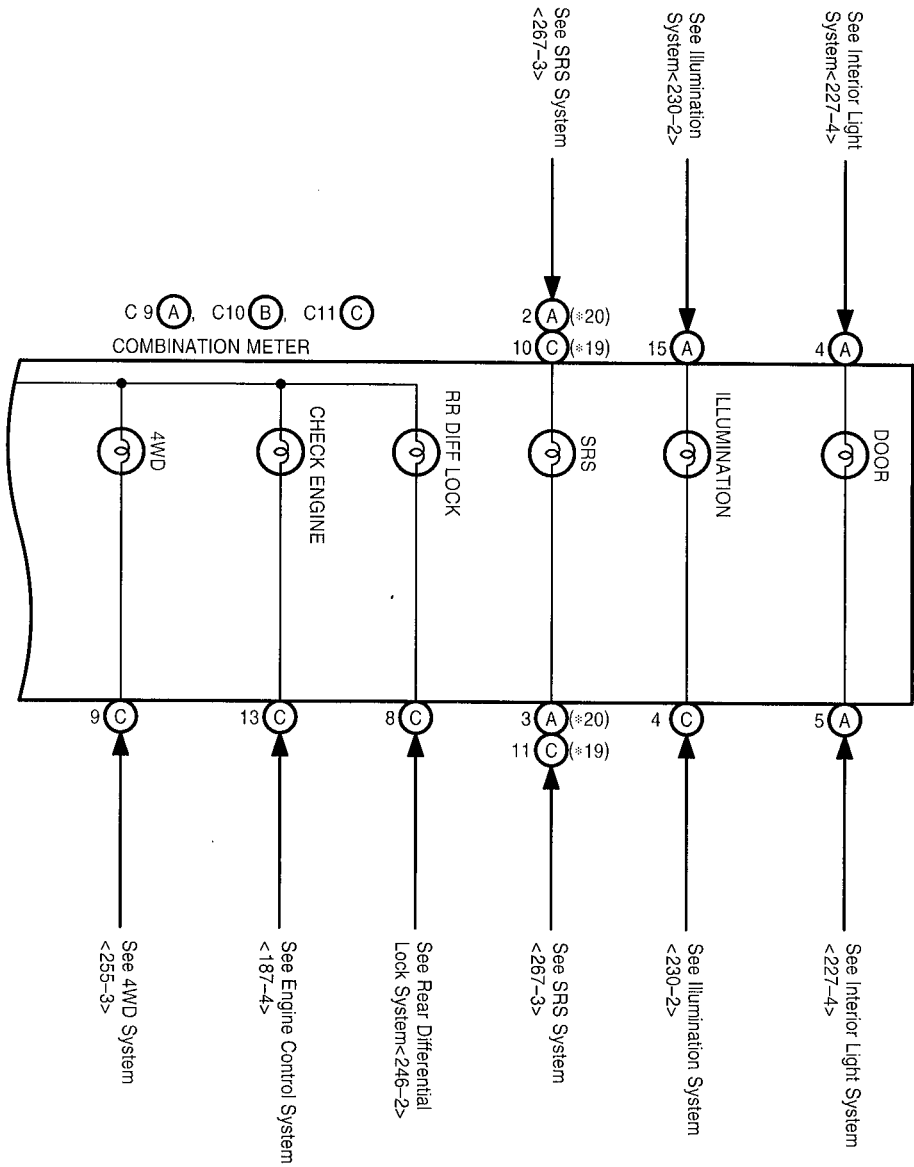 See SRS System
<267-3>
See Illumination
System<230-2>
See Interior Light
System<227-4>
C 9 A, C10 B, C11 C
COMBINATION METER
2 A (*20)
10 C (*19)
15 A
4 A
4WD
CHECK ENGINE
RR DIFF LOCK
SRS
ILLUMINATION
DOOR
9 C
13 C
8 C
3 A (*20)
11 C (*19)
4 C
5 A
See 4WD System
<255-3>
See Engine Control System
<187-4>
See Rear Differential
Lock System<246-2>
See SRS System
<267-3>
See Illumination System
<230-2>
See Interior Light System
<227-4>